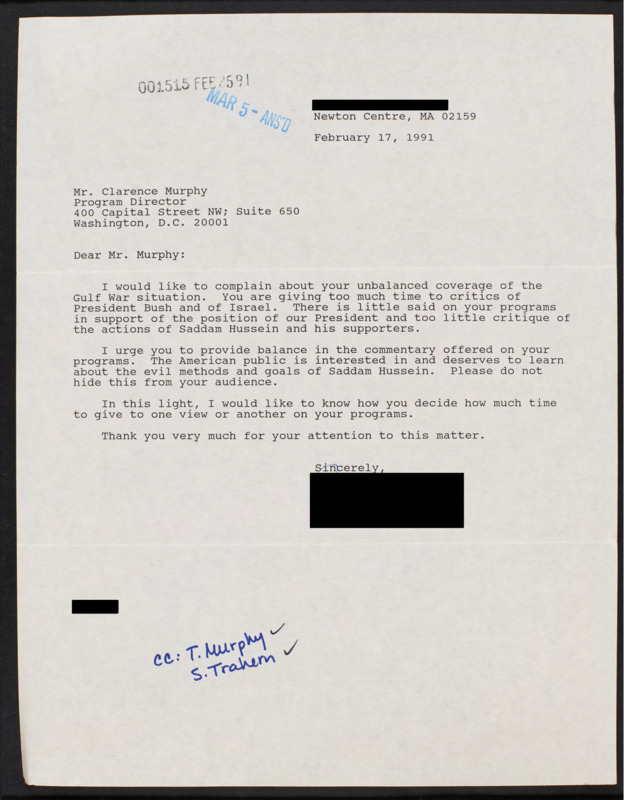 001515 FEB 2591
MAR 5 - ANS'D
Newton Centre, MA 02159
February 17, 1991
Mr. Clarence Murphy
Program Director
400 Capital Street NW; Suite 650
Washington, D.C. 20001
Dear Mr. Murphy:
I would like to complain about your unbalanced coverage of the
Gulf War situation. You are giving too much time to critics of
President Bush and of Israel. There is little said on your programs
in support of the position of our President and too little critique of
the actions of Saddam Hussein and his supporters.
I urge you to provide balance in the commentary offered on your
programs. The American public is interested in and deserves to learn
about the evil methods and goals of Saddam Hussein. Please do not
hide this from your audience.
In this light, I would like to know how you decide how much time
to give to one view or another on your programs.
Thank you very much for your attention to this matter.
Sincerely,
cc: T. Murphy ✓
S. Trahern ✓